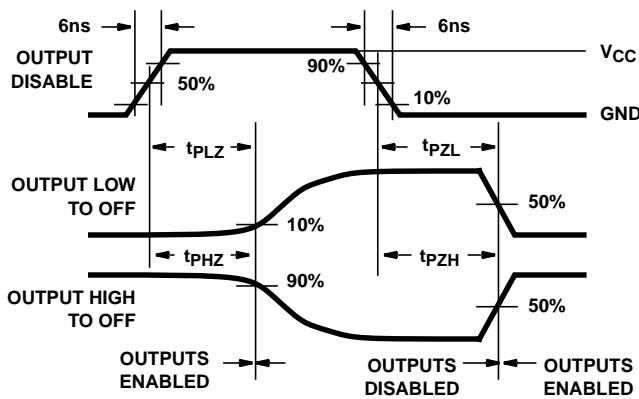 6ns
6ns
OUTPUT
DISABLE
90%
VCC
50%
10%
GND
tPLZ
tPZL
OUTPUT LOW
TO OFF
50%
10%
tPHZ
tPZH
90%
OUTPUT HIGH
TO OFF
50%
OUTPUTS
ENABLED
OUTPUTS
DISABLED
OUTPUTS
ENABLED